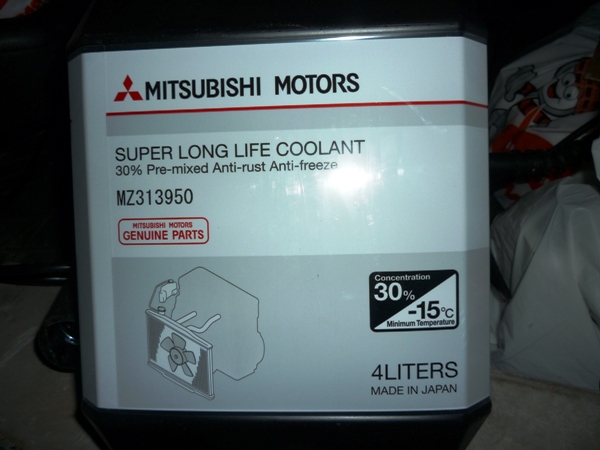 MITSUBISHI MOTORS
SUPER LONG LIFE COOLANT
30% Pre-mixed Anti-rust Anti-freeze
MZ313950
MITSUBISHI MOTORS
GENUINE PARTS
Concentration
30%
-15°C
Minimum Temperature
4LITERS
MADE IN JAPAN